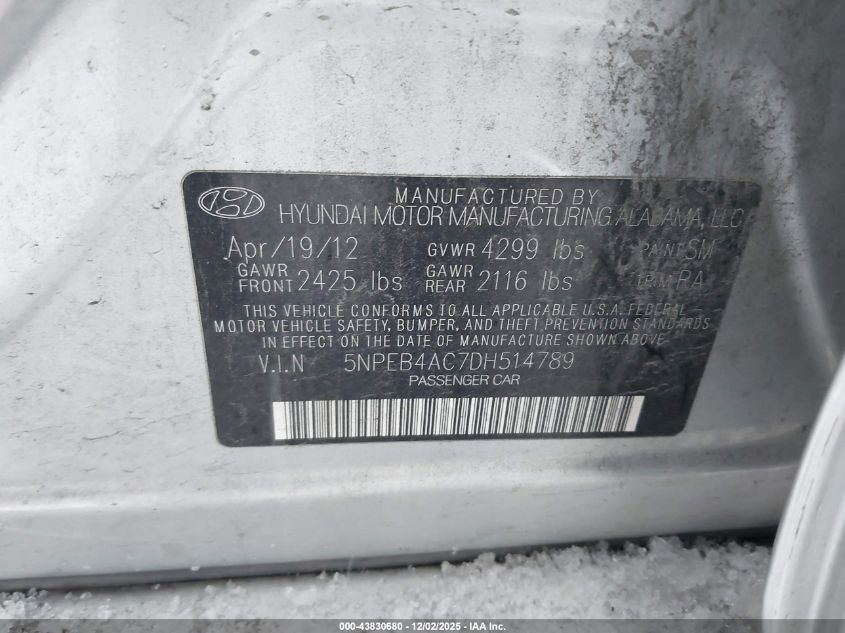 MANUFACTURED BY
HYUNDAI MOTOR MANUFACTURING ALABAMA, LLC
Apr/19/12 GVWR 4299 lbs PAINT SM
GAWR FRONT 2425 lbs GAWR REAR 2116 lbs TRIM RA
THIS VEHICLE CONFORMS TO ALL APPLICABLE U.S.A. FEDERAL
MOTOR VEHICLE SAFETY, BUMPER, AND THEFT PREVENTION STANDARDS
IN EFFECT ON THE DATE OF MANUFACTURE SHOWN ABOVE
V.I.N 5NPEB4AC7DH514789
PASSENGER CAR
000-43830680 - 12/02/2025 - IAA Inc.